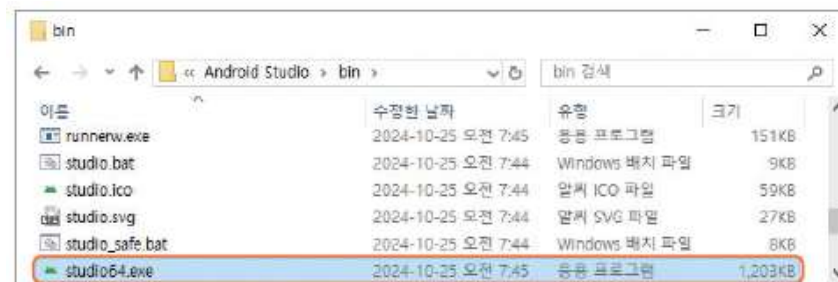 bin
« Android Studio > bin >
bin 검색
이름 수정한 날짜 유형 크기
runnerw.exe 2024-10-25 오전 7:45 응용 프로그램 151KB
studio.bat 2024-10-25 오전 7:44 Windows 배치 파일 9KB
studio.ico 2024-10-25 오전 7:44 알씨 ICO 파일 59KB
studio.svg 2024-10-25 오전 7:44 알씨 SVG 파일 27KB
studio_safe.bat 2024-10-25 오전 7:44 Windows 배치 파일 8KB
studio64.exe 2024-10-25 오전 7:45 응용 프로그램 1,203KB